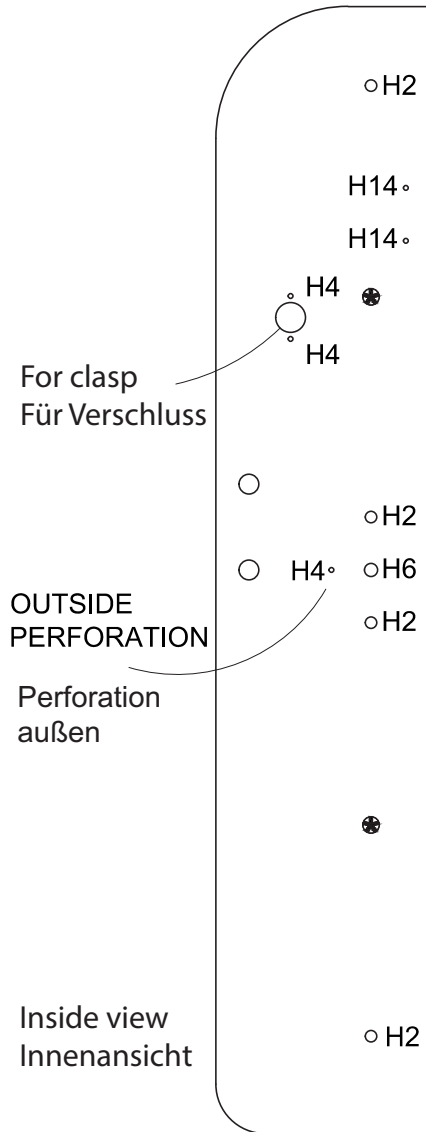 H2
H14
H14
H4
H4
For clasp
Für Verschluss
H2
H4 H6
OUTSIDE
PERFORATION
H2
Perforation
außen
Inside view
Innenansicht
H2